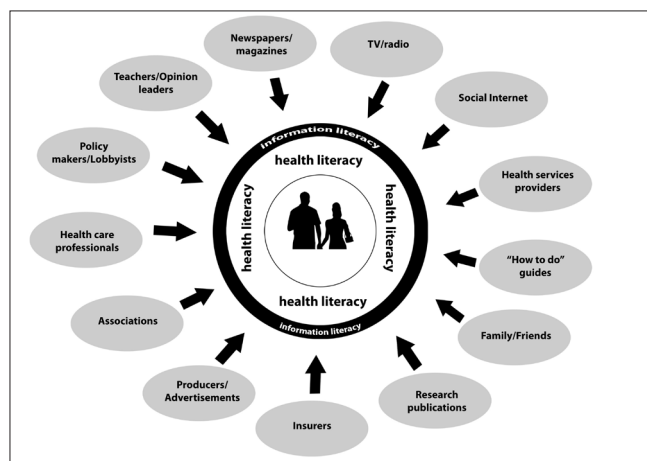 Newspapers/
magazines
TV/radio
Teachers/Opinion
leaders
Social Internet
Policy
makers/Lobbyists
Health services
providers
Health care
professionals
"How to do"
guides
Associations
Family/Friends
Producers/
Advertisements
Research
publications
Insurers
information literacy
health literacy
health literacy
health literacy
health literacy
information literacy